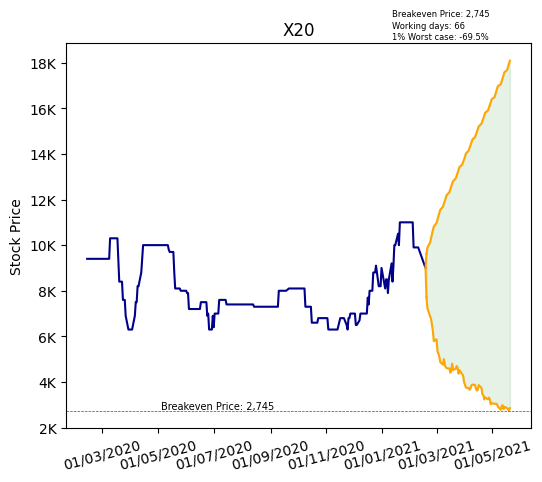 Breakeven Price: 2,745
Working days: 66
1% Worst case: -69.5%
X20
Stock Price
18K
16K
14K
12K
10K
8K
6K
4K
2K
Breakeven Price: 2,745
01/03/2020
01/05/2020
01/07/2020
01/09/2020
01/11/2020
01/01/2021
01/03/2021
01/05/2021